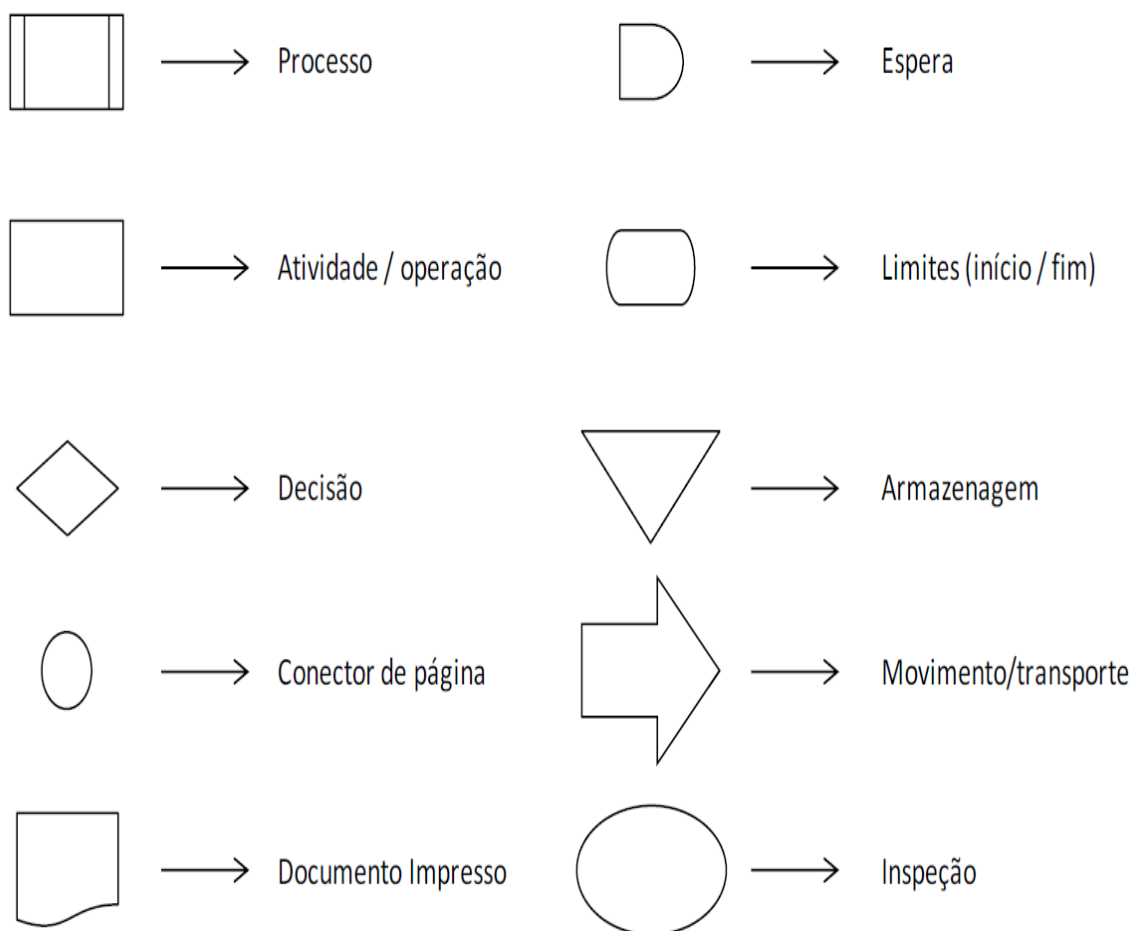 Processo
Espera
Atividade / operação
Limites (início / fim)
Decisão
Armazenagem
Conector de página
Movimento/transporte
Documento Impresso
Inspeção